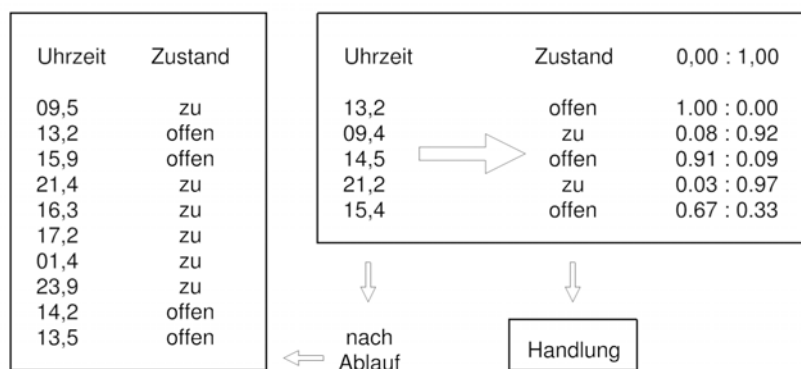 Uhrzeit Zustand
09,5 zu
13,2 offen
15,9 offen
21,4 zu
16,3 zu
17,2 zu
01,4 zu
23,9 zu
14,2 offen
13,5 offen
Uhrzeit Zustand 0,00 : 1,00
13,2 offen 1.00 : 0.00
09,4 zu 0.08 : 0.92
14,5 offen 0.91 : 0.09
21,2 zu 0.03 : 0.97
15,4 offen 0.67 : 0.33
nach
Ablauf
Handlung